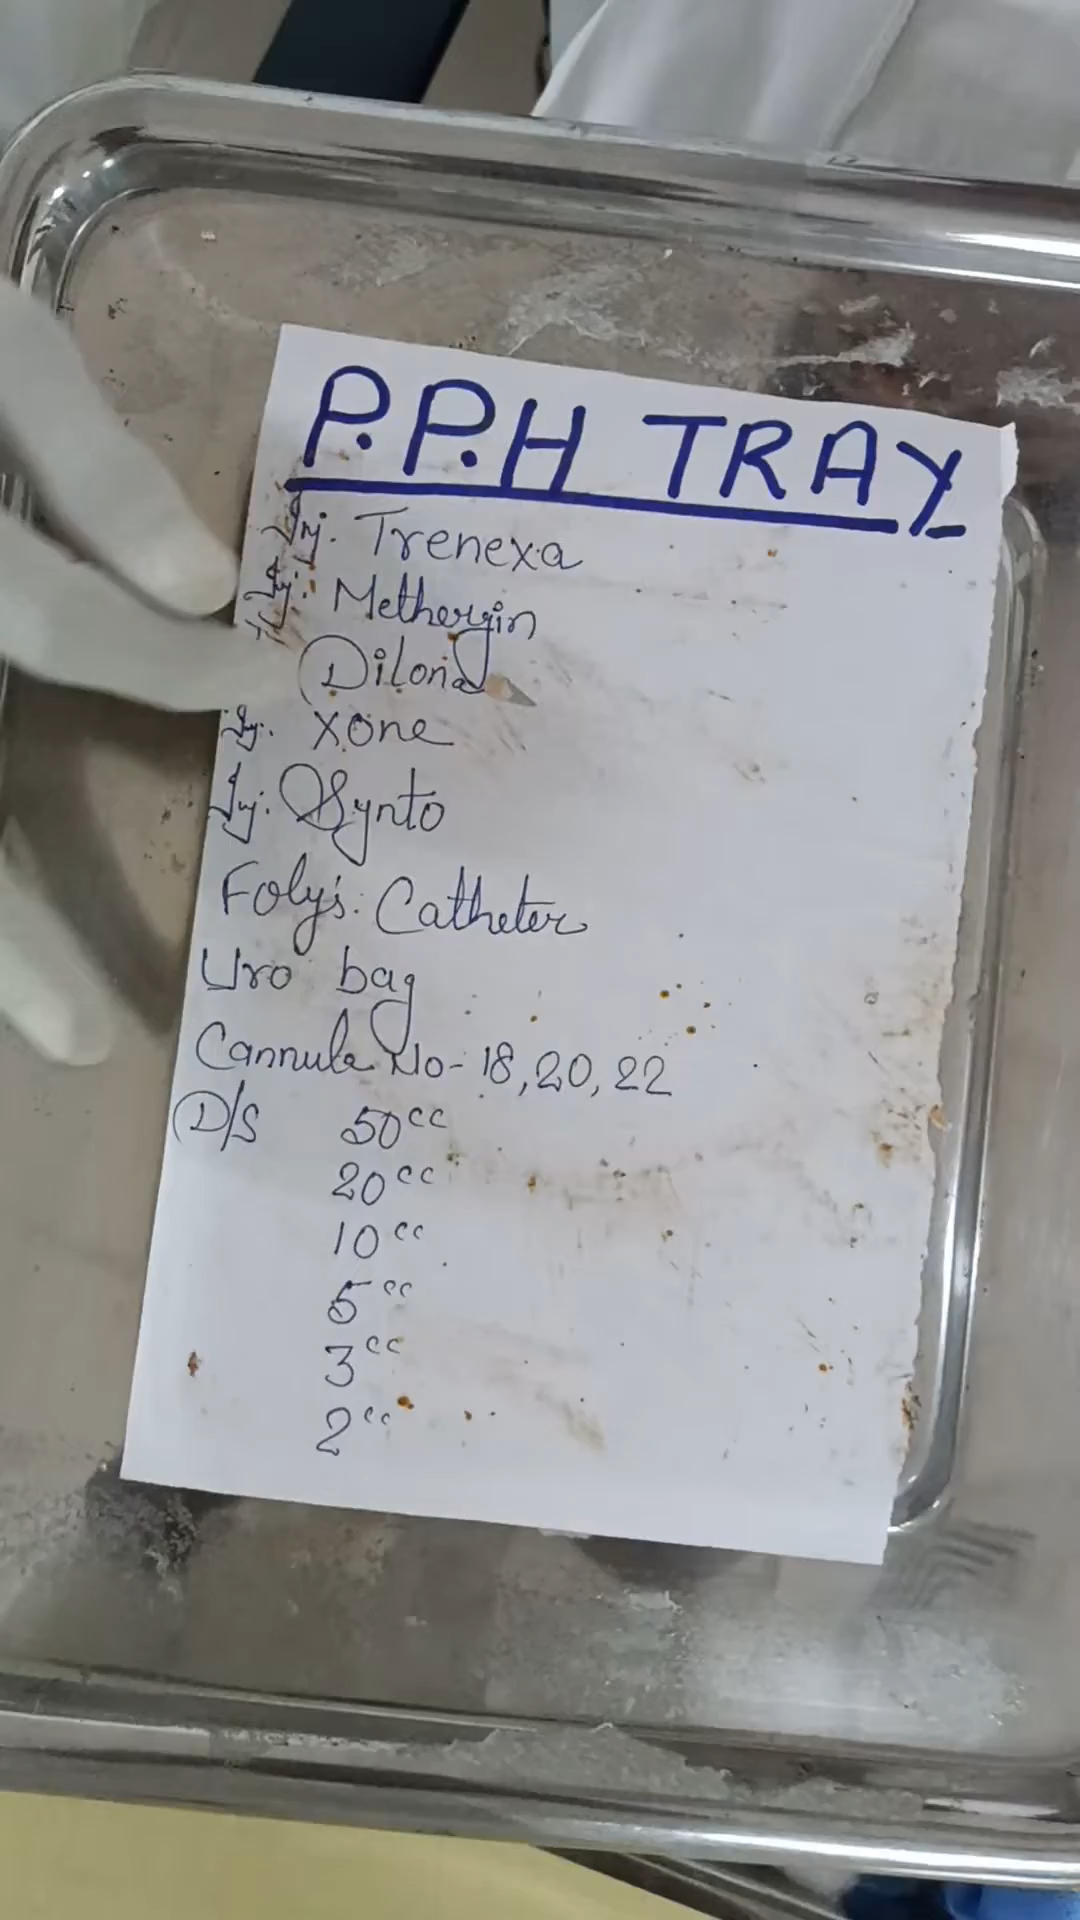 P.P.H TRAY
Inj. Trenexa
Inj: Methergin
Dilona
Inj. Xone
Inj. Synto
Foly's: Catheter
Uro bag
Cannula No- 18,20,22
D/S 50cc
20cc
10cc
5cc
3cc
2cc